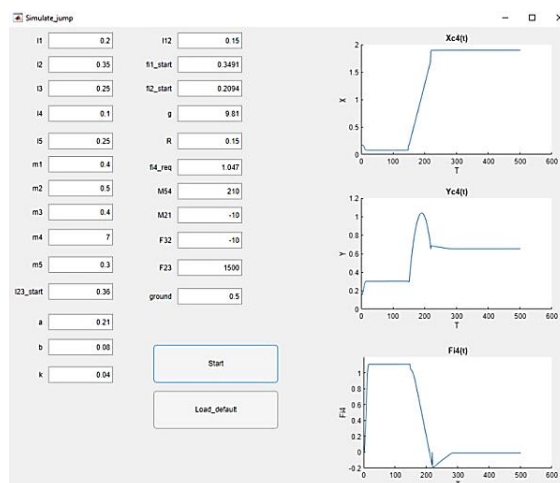 Simulate_jump
l1 0.2
l2 0.35
l3 0.25
l4 0.1
l5 0.25
m1 0.4
m2 0.5
m3 0.4
m4 7
m5 0.3
l23_start 0.36
a 0.21
b 0.08
k 0.04
l12 0.15
fi1_start 0.3491
fi2_start 0.2094
g 9.81
R 0.15
fi4_req 1.047
M54 210
M21 -10
F32 -10
F23 1500
ground 0.5
Start
Load_default
Xc4(t)
2
1.5
1
0.5
0
X
0 100 200 300 400 500 600
T
Yc4(t)
1.2
1
0.8
0.6
0.4
0.2
0
Y
0 100 200 300 400 500 600
T
Fi4(t)
1
0.8
0.6
0.4
0.2
0
-0.2
Fi4
0 100 200 300 400 500 600